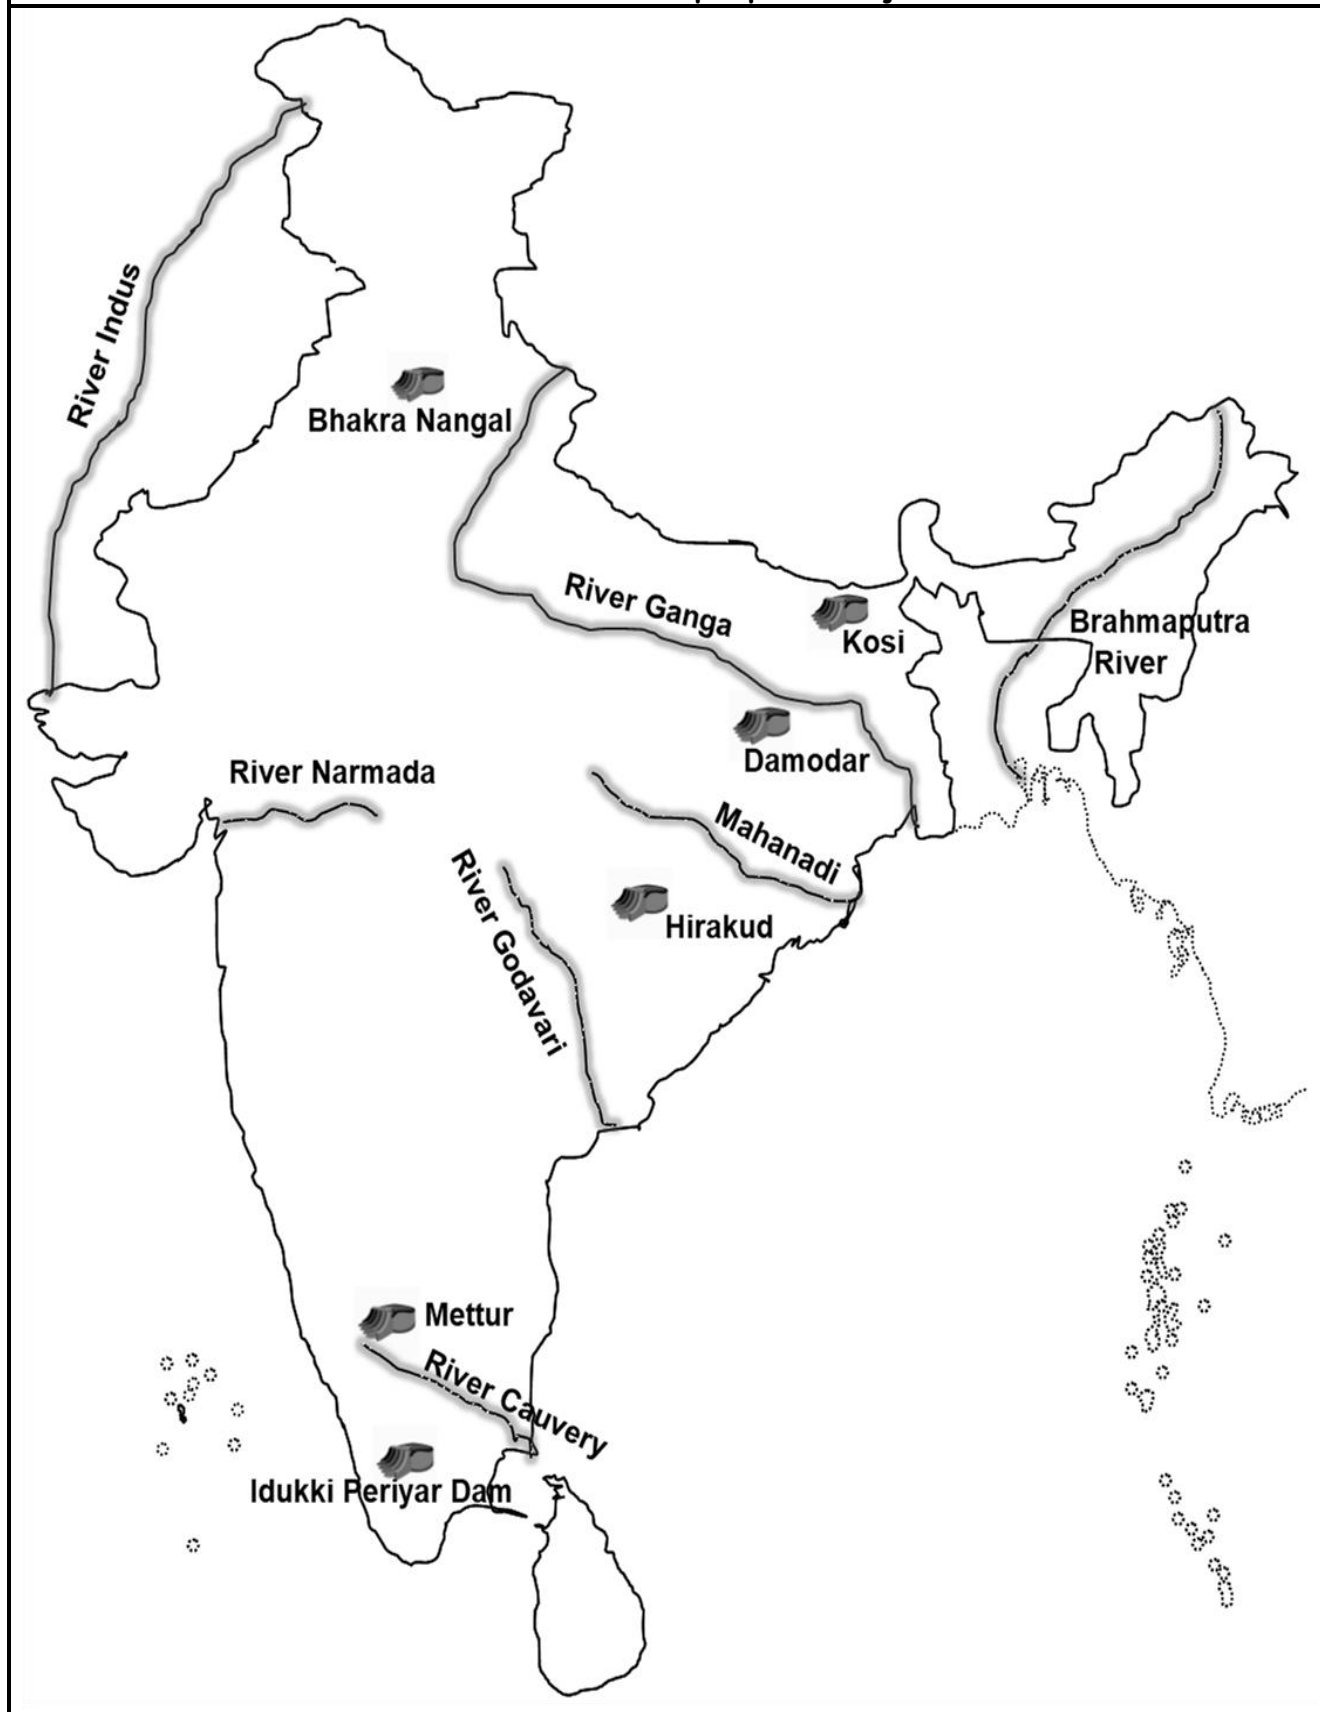 River Indus
Bhakra Nangal
River Ganga
Kosi
Brahmaputra
River
Damodar
River Narmada
Mahanadi
River Godavari
Hirakud
Mettur
River Cauvery
Idukki Periyar Dam